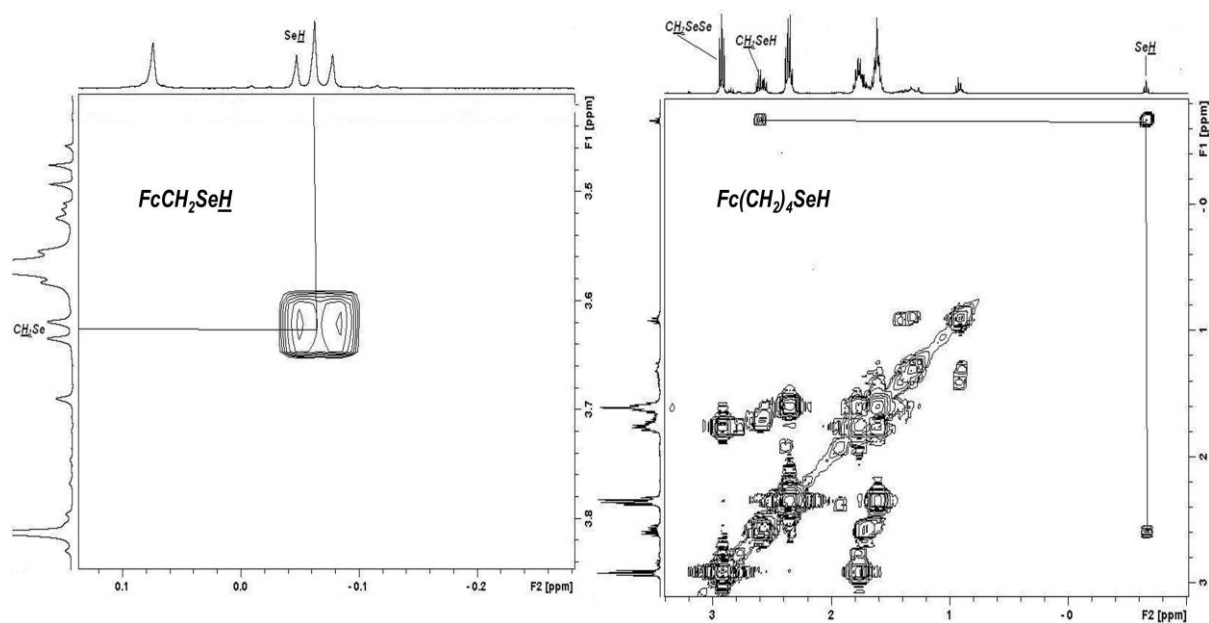 SeH
FcCH2SeH
CH2Se
F1 [ppm]
3.5
3.6
3.7
3.8
0.1
0.0
-0.1
-0.2
F2 [ppm]
CH2SeSe
CH2SeH
SeH
Fc(CH2)4SeH
F1 [ppm]
-0
1
2
3
3
2
1
-0
F2 [ppm]